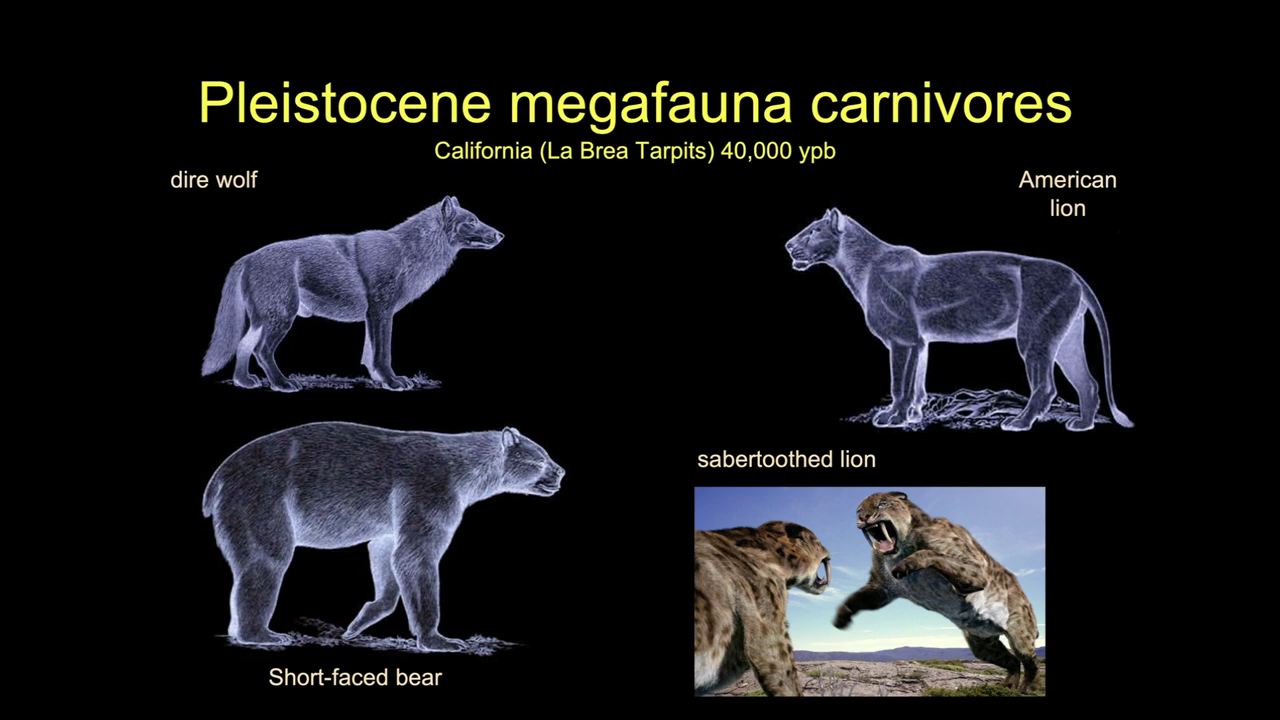 Pleistocene megafauna carnivores
California (La Brea Tarpits) 40,000 ypb
dire wolf
American
lion
sabertoothed lion
Short-faced bear